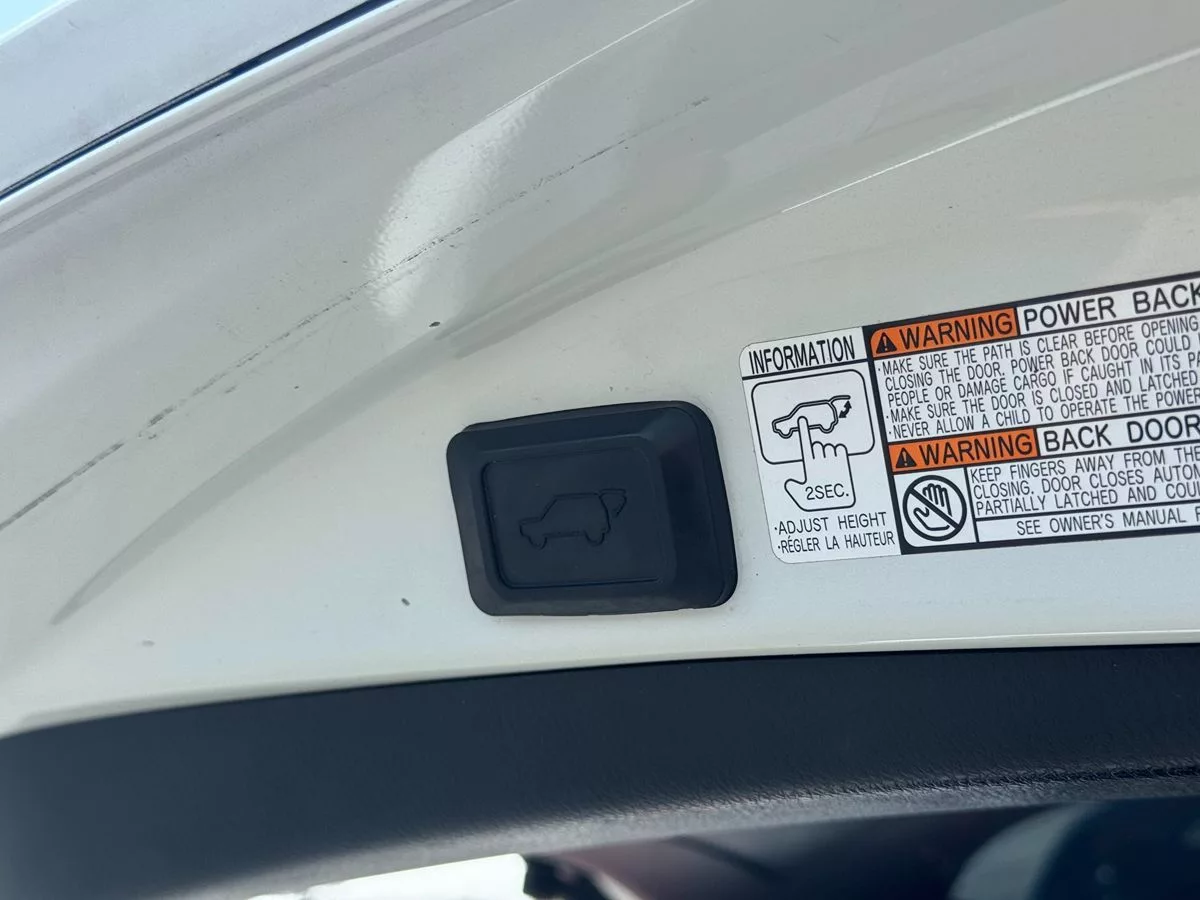 INFORMATION
2SEC.
·ADJUST HEIGHT
·RÉGLER LA HAUTEUR
WARNING POWER BACK
·MAKE SURE THE PATH IS CLEAR BEFORE OPENING
CLOSING THE DOOR. POWER BACK DOOR COULD
PEOPLE OR DAMAGE CARGO IF CAUGHT IN ITS
·MAKE SURE THE DOOR IS CLOSED AND LATCHED
·NEVER ALLOW A CHILD TO OPERATE THE POWER
WARNING BACK DOOR
KEEP FINGERS AWAY FROM THE
CLOSING. DOOR CLOSES
PARTIALLY LATCHED AND
SEE OWNER'S MANUAL